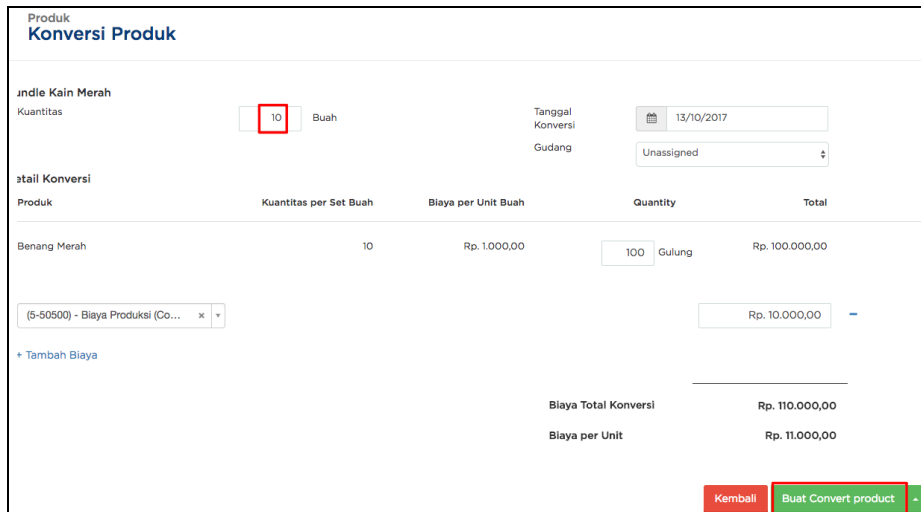 Produk
Konversi Produk
undle Kain Merah
Kuantitas 10 Buah Tanggal Konversi 13/10/2017
Gudang Unassigned
etail Konversi
Produk Kuantitas per Set Buah Biaya per Unit Buah Quantity Total
Benang Merah 10 Rp. 1.000,00 100 Gulung Rp. 100.000,00
(5-50500) - Biaya Produksi (Co... × Rp. 10.000,00 −
+ Tambah Biaya
Biaya Total Konversi Rp. 110.000,00
Biaya per Unit Rp. 11.000,00
Kembali Buat Convert product